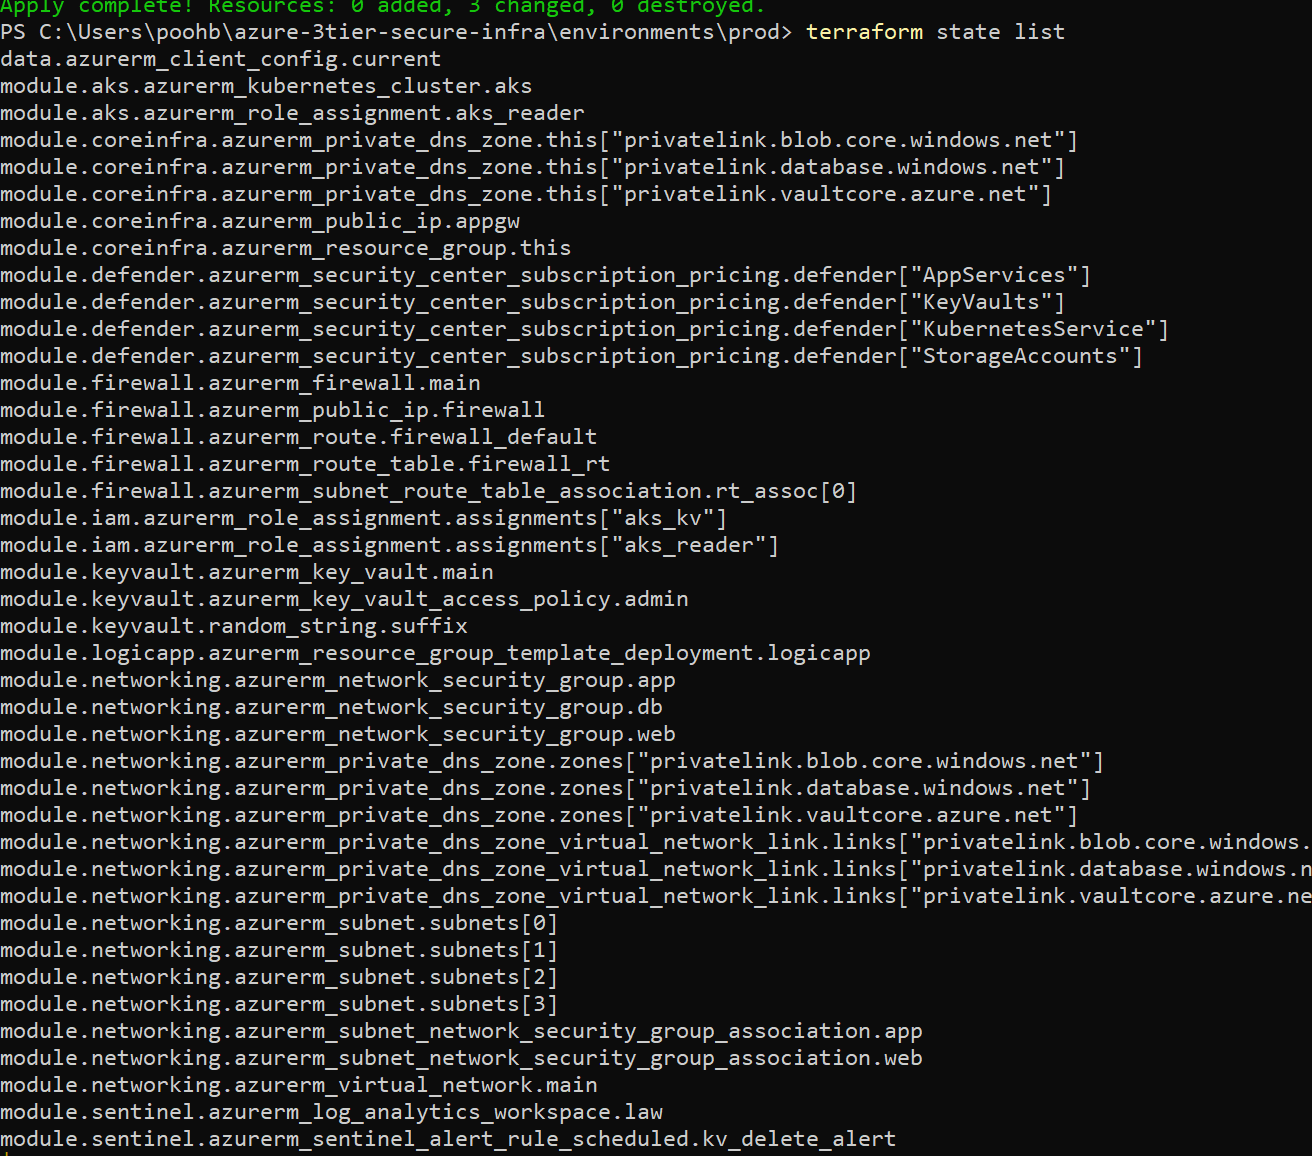 Apply complete! Resources: 0 added, 3 changed, 0 destroyed.
PS C:\Users\poohb\azure-3tier-secure-infra\environments\prod> terraform state list
data.azurerm_client_config.current
module.aks.azurerm_kubernetes_cluster.aks
module.aks.azurerm_role_assignment.aks_reader
module.coreinfra.azurerm_private_dns_zone.this["privatelink.blob.core.windows.net"]
module.coreinfra.azurerm_private_dns_zone.this["privatelink.database.windows.net"]
module.coreinfra.azurerm_private_dns_zone.this["privatelink.vaultcore.azure.net"]
module.coreinfra.azurerm_public_ip.appgw
module.coreinfra.azurerm_resource_group.this
module.defender.azurerm_security_center_subscription_pricing.defender["AppServices"]
module.defender.azurerm_security_center_subscription_pricing.defender["KeyVaults"]
module.defender.azurerm_security_center_subscription_pricing.defender["KubernetesService"]
module.defender.azurerm_security_center_subscription_pricing.defender["StorageAccounts"]
module.firewall.azurerm_firewall.main
module.firewall.azurerm_public_ip.firewall
module.firewall.azurerm_route.firewall_default
module.firewall.azurerm_route_table.firewall_rt
module.firewall.azurerm_subnet_route_table_association.rt_assoc[0]
module.iam.azurerm_role_assignment.assignments["aks_kv"]
module.iam.azurerm_role_assignment.assignments["aks_reader"]
module.keyvault.azurerm_key_vault.main
module.keyvault.azurerm_key_vault_access_policy.admin
module.keyvault.random_string.suffix
module.logicapp.azurerm_resource_group_template_deployment.logicapp
module.networking.azurerm_network_security_group.app
module.networking.azurerm_network_security_group.db
module.networking.azurerm_network_security_group.web
module.networking.azurerm_private_dns_zone.zones["privatelink.blob.core.windows.net"]
module.networking.azurerm_private_dns_zone.zones["privatelink.database.windows.net"]
module.networking.azurerm_private_dns_zone.zones["privatelink.vaultcore.azure.net"]
module.networking.azurerm_private_dns_zone_virtual_network_link.links["privatelink.blob.core.windows.
module.networking.azurerm_private_dns_zone_virtual_network_link.links["privatelink.database.windows.n
module.networking.azurerm_private_dns_zone_virtual_network_link.links["privatelink.vaultcore.azure.ne
module.networking.azurerm_subnet.subnets[0]
module.networking.azurerm_subnet.subnets[1]
module.networking.azurerm_subnet.subnets[2]
module.networking.azurerm_subnet.subnets[3]
module.networking.azurerm_subnet_network_security_group_association.app
module.networking.azurerm_subnet_network_security_group_association.web
module.networking.azurerm_virtual_network.main
module.sentinel.azurerm_log_analytics_workspace.law
module.sentinel.azurerm_sentinel_alert_rule_scheduled.kv_delete_alert